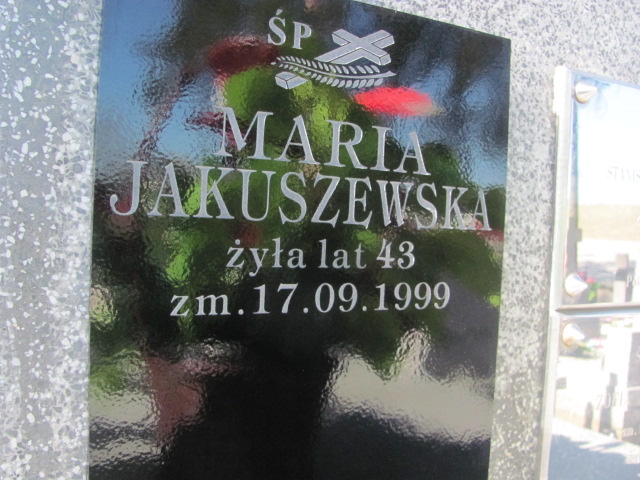 ŚP
MARIA
JAKUSZEWSKA
żyła lat 43
zm.17.09.1999